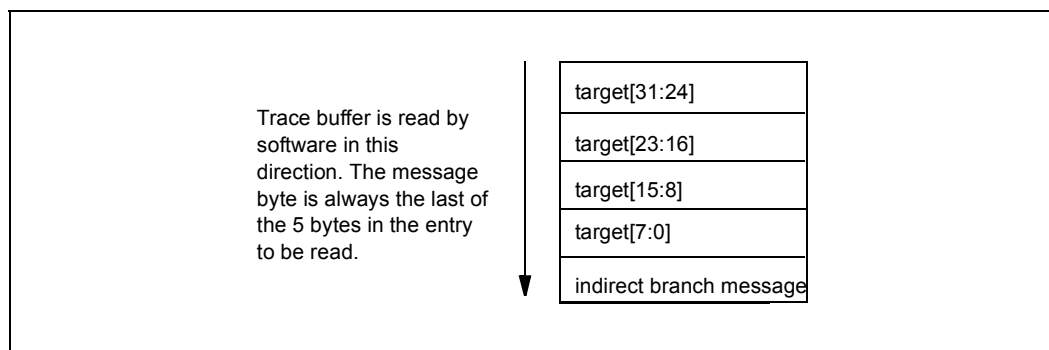 Trace buffer is read by
software in this
direction. The message
byte is always the last of
the 5 bytes in the entry
to be read.
target[31:24]
target[23:16]
target[15:8]
target[7:0]
indirect branch message